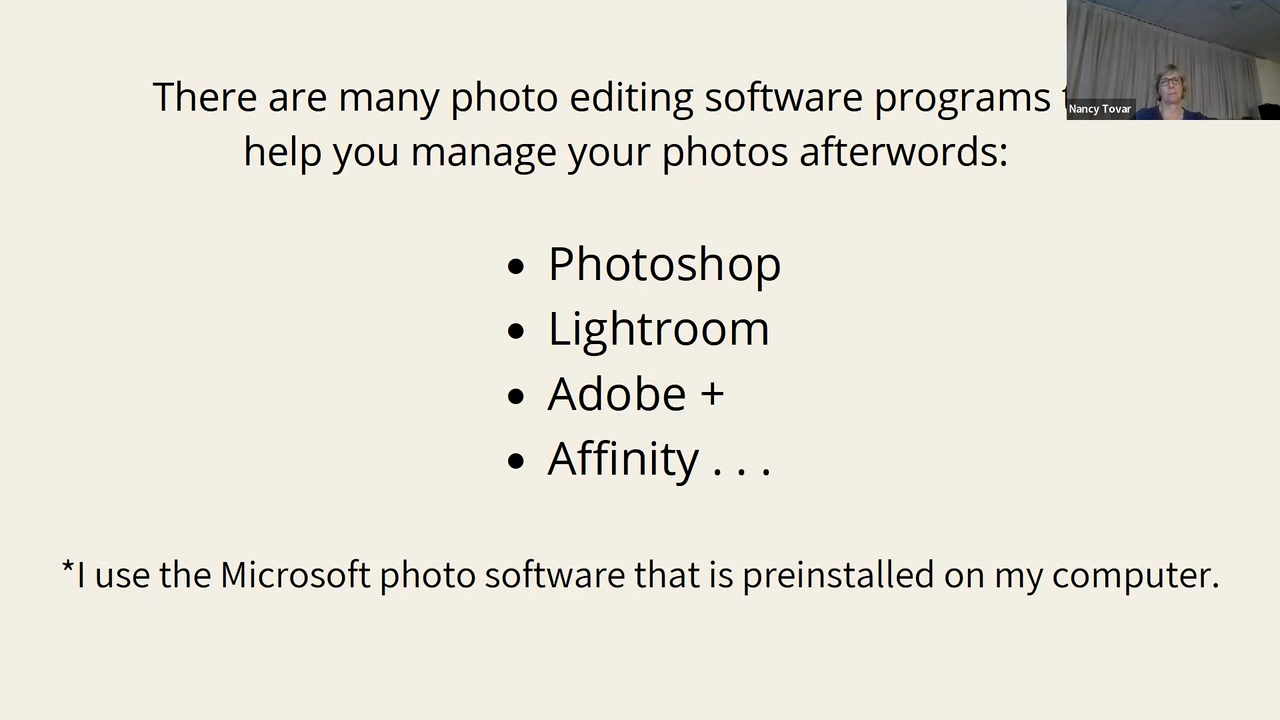 There are many photo editing software programs
help you manage your photos afterwords:
• Photoshop
• Lightroom
• Adobe +
• Affinity . . .
*I use the Microsoft photo software that is preinstalled on my computer.
Nancy Tovar